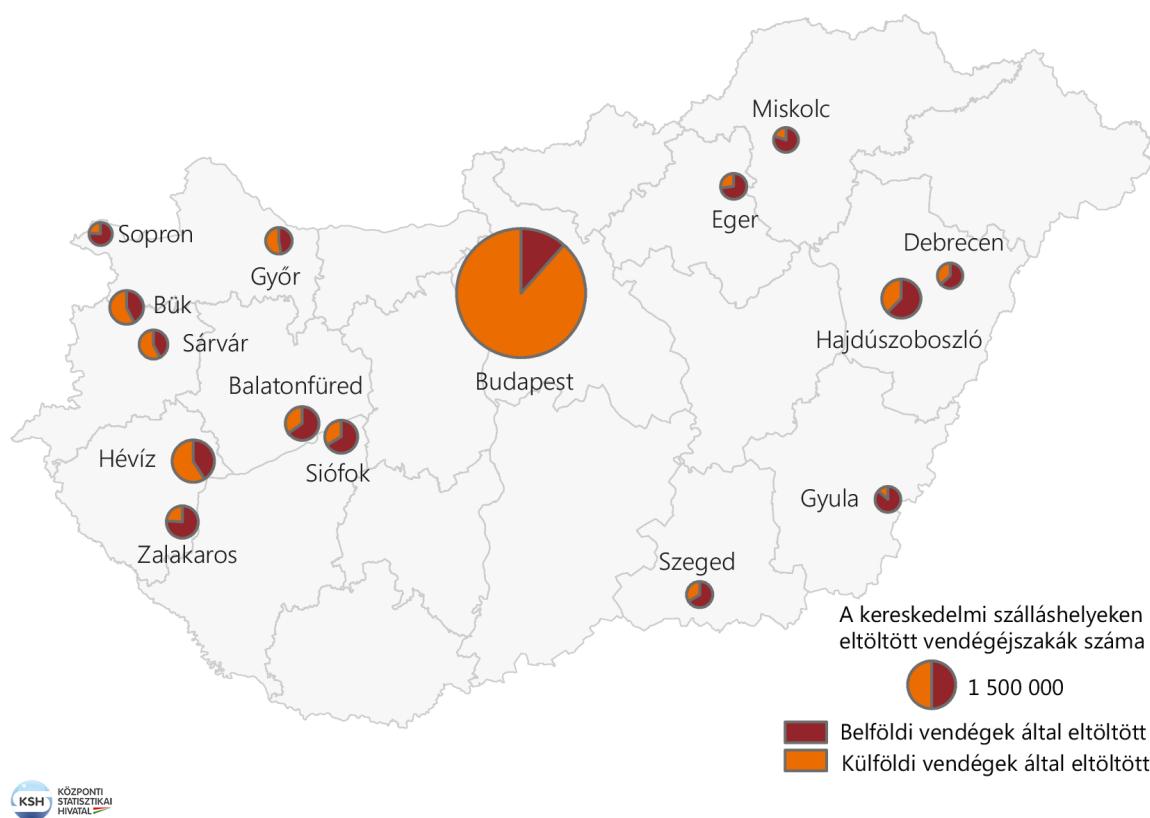 Miskolc
Eger
Sopron
Debrecen
Győr
Bük
Hajdúszoboszló
Sárvár
Budapest
Balatonfüred
Hévíz
Siófok
Gyula
Zalakaros
Szeged
A kereskedelmi szálláshelyeken
eltöltött vendégéjszakák száma
1 500 000
Belföldi vendégek által eltöltött
Külföldi vendégek által eltöltött
KSH
KÖZPONTI
STATISZTIKAI
HIVATAL